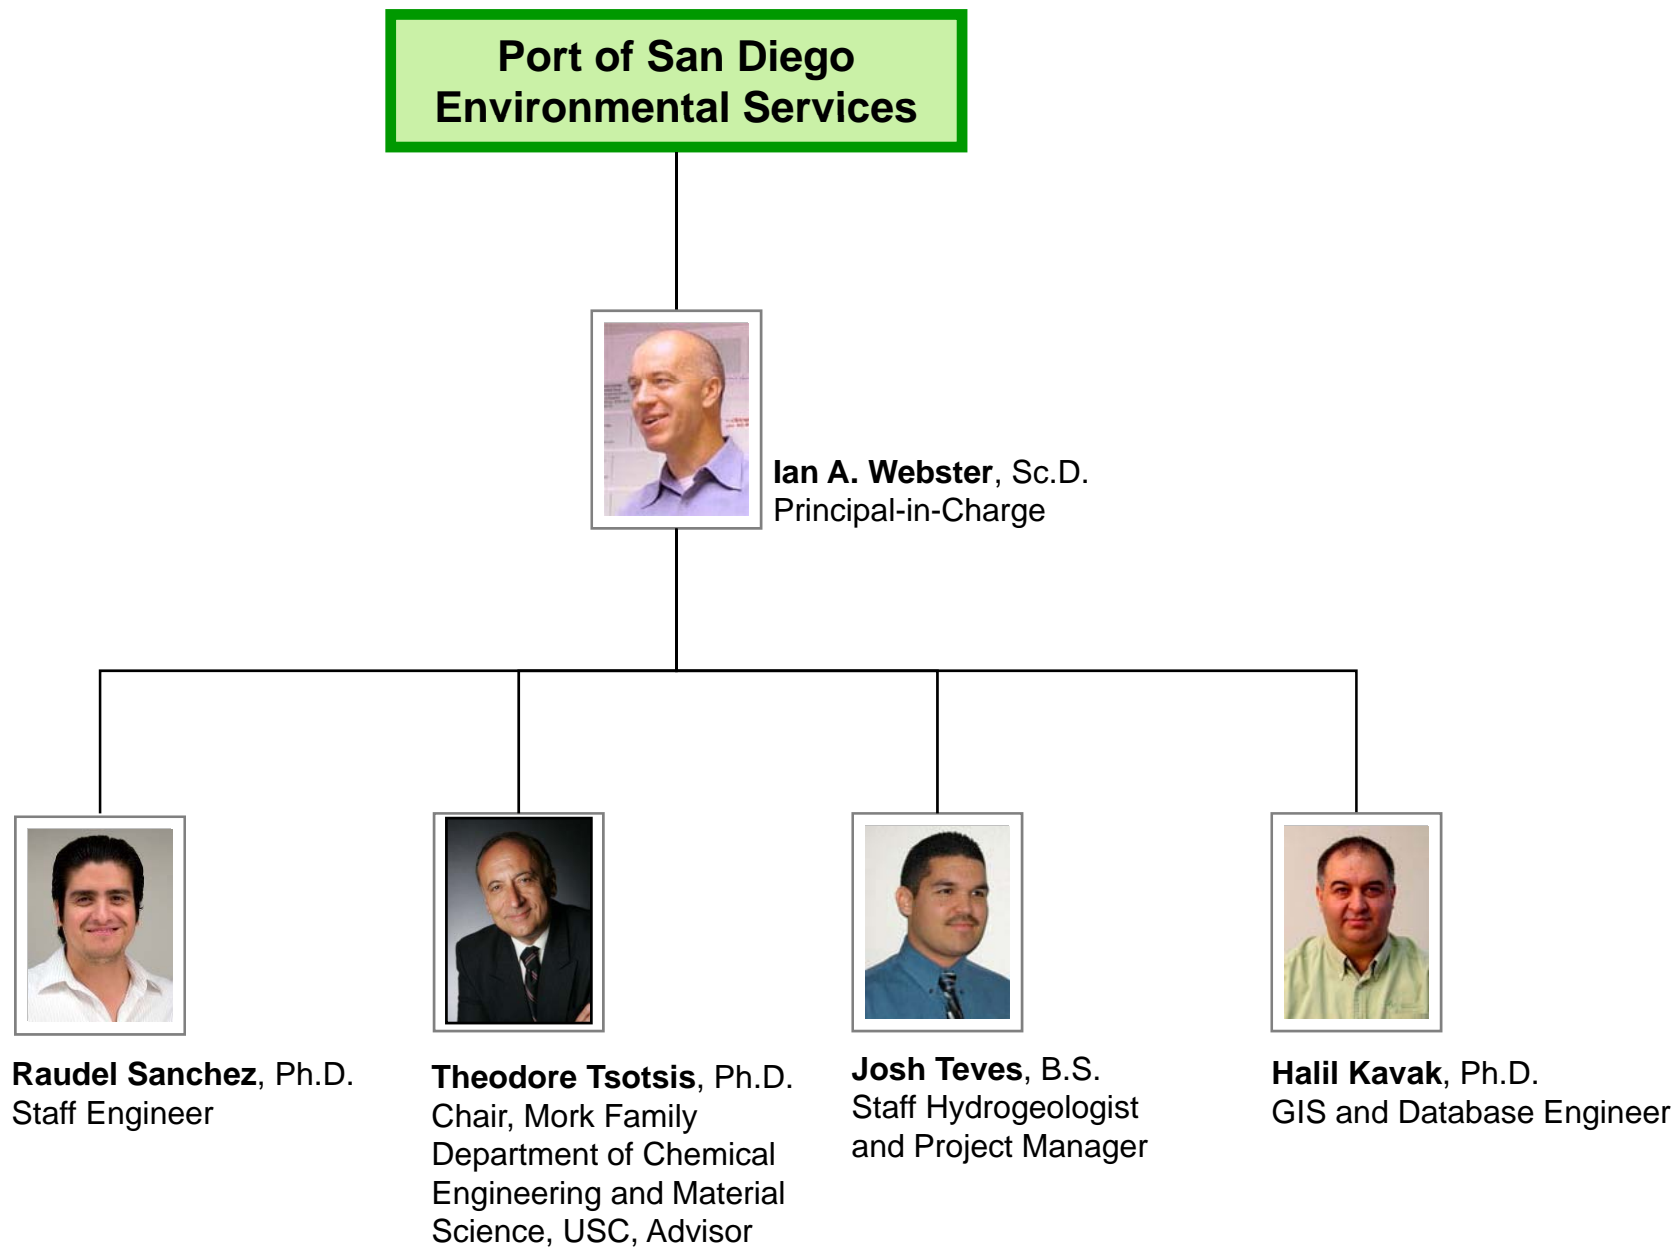 Port of San Diego
Environmental Services
Ian A. Webster, Sc.D.
Principal-in-Charge
Raudel Sanchez, Ph.D.
Staff Engineer
Theodore Tsotsis, Ph.D.
Chair, Mork Family
Department of Chemical
Engineering and Material
Science, USC, Advisor
Josh Teves, B.S.
Staff Hydrogeologist
and Project Manager
Halil Kavak, Ph.D.
GIS and Database Engineer